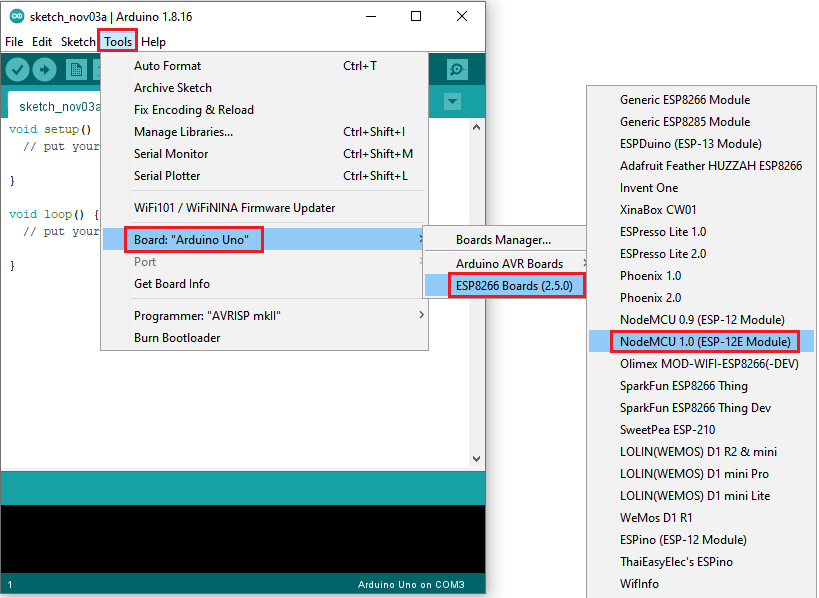 sketch_nov03a | Arduino 1.8.16
File Edit Sketch Tools Help
Auto Format Ctrl+T
Archive Sketch
Fix Encoding & Reload
Manage Libraries... Ctrl+Shift+I
Serial Monitor Ctrl+Shift+M
Serial Plotter Ctrl+Shift+L
WiFi101 / WiFiNINA Firmware Updater
Board: "Arduino Uno"
Port
Get Board Info
Programmer: "AVRISP mkII"
Burn Bootloader
sketch_nov03a
void setup()
// put your
}
void loop() {
// put your
}
Boards Manager...
Arduino AVR Boards
ESP8266 Boards (2.5.0)
Generic ESP8266 Module
Generic ESP8285 Module
ESPDuino (ESP-13 Module)
Adafruit Feather HUZZAH ESP8266
Invent One
XinaBox CW01
ESPresso Lite 1.0
ESPresso Lite 2.0
Phoenix 1.0
Phoenix 2.0
NodeMCU 0.9 (ESP-12 Module)
NodeMCU 1.0 (ESP-12E Module)
Olimex MOD-WIFI-ESP8266(-DEV)
SparkFun ESP8266 Thing
SparkFun ESP8266 Thing Dev
SweetPea ESP-210
LOLIN(WEMOS) D1 R2 & mini
LOLIN(WEMOS) D1 mini Pro
LOLIN(WEMOS) D1 mini Lite
WeMos D1 R1
ESPino (ESP-12 Module)
ThaiEasyElec's ESPino
WifInfo
1
Arduino Uno on COM3